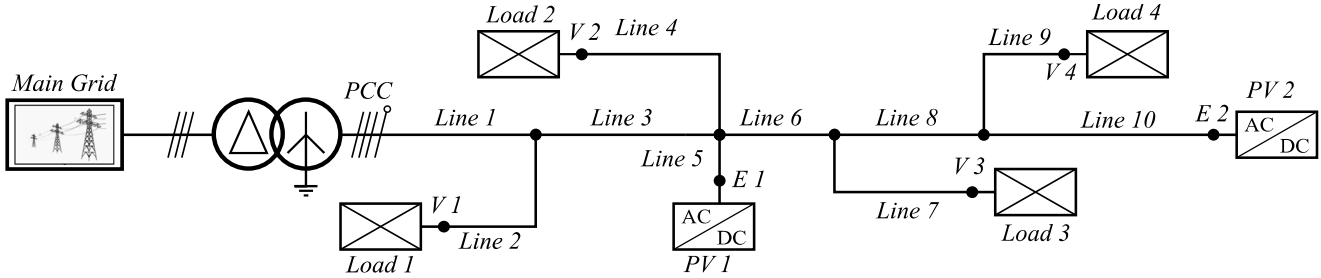 Load 2
V 2
Line 4
Load 4
Line 9
V 4
Main Grid
PCC
Line 1
Line 3
Line 6
Line 8
Line 10
E 2
PV 2
AC
DC
Line 5
E 1
V 3
V 1
Line 2
Load 1
AC
DC
PV 1
Line 7
Load 3